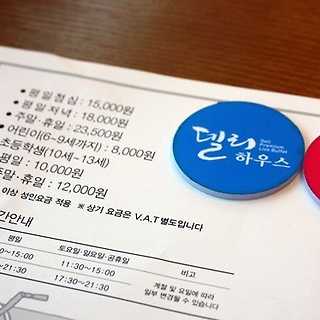 • 평일점심 : 15,000원
• 평일저녁 : 18,000원
• 주말·휴일 : 23,500원
• 어린이(6~9세까지) : 8,000원
초등학생(10세~13세)
평일 : 10,000원
주말·휴일 : 12,000원
이상 성인요금 적용 ※ 상기 요금은 V.A.T 별도입니다
간안내
평일 토요일·일요일·공휴일 비고
~15:00 11:30~15:00 계절 및 요일에 따라
~21:30 17:30~21:30 일부 변경될 수 있습니다
델리
Deli
Premium
Live Buffet
하우스